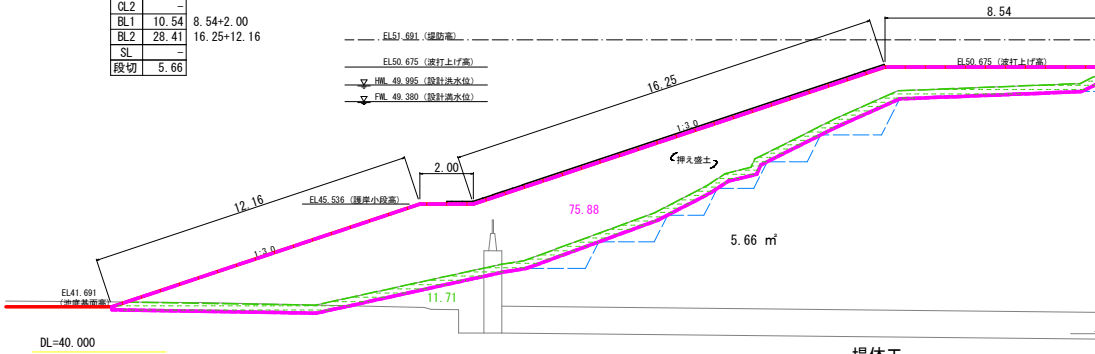 CL2 -
BL1 10.54 8.54+2.00
BL2 28.41 16.25+12.16
SL -
段切 5.66
8.54
EL51.691 (堤防高)
EL50.675 (波打上げ高)
EL50.675 (波打上げ高)
HWL 49.995 (設計洪水位)
FWL 49.380 (設計満水位)
16.25
1:3.0
押え盛土
2.00
12.16
EL45.536 (護岸小段高)
75.88
5.66 ㎡
1:3.0
EL41.691
(池底基面高)
11.71
DL=40.000